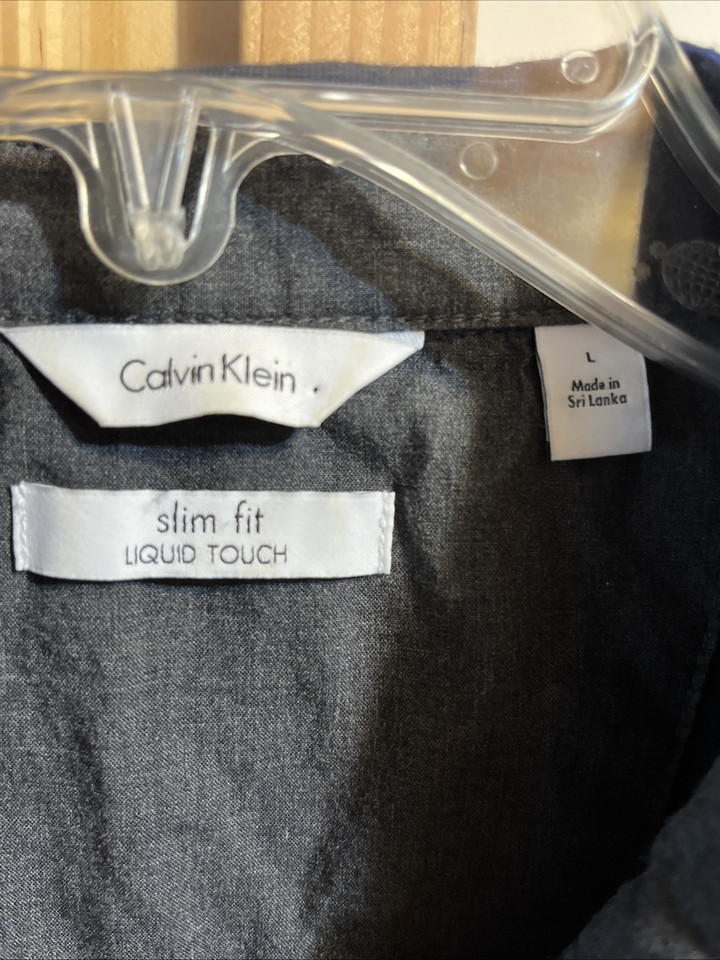 Calvin Klein
L
Made in
Sri Lanka
slim fit
LIQUID TOUCH